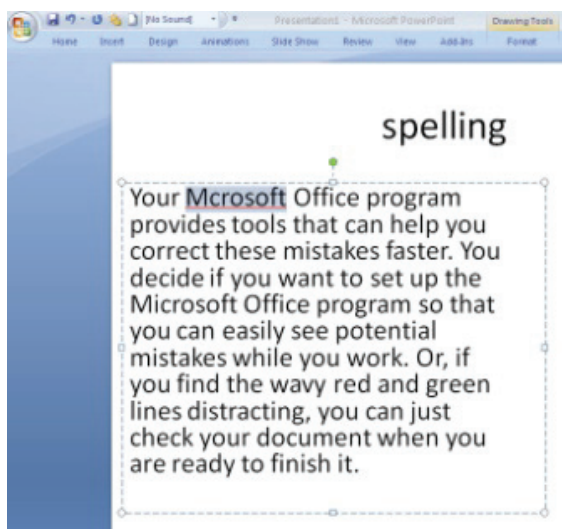 [No Sound]
Presentation1 - Microsoft PowerPoint
Drawing Tools
Home Insert Design Animations Slide Show Review View Add-Ins Format
spelling
Your Mcrosoft Office program
provides tools that can help you
correct these mistakes faster. You
decide if you want to set up the
Microsoft Office program so that
you can easily see potential
mistakes while you work. Or, if
you find the wavy red and green
lines distracting, you can just
check your document when you
are ready to finish it.